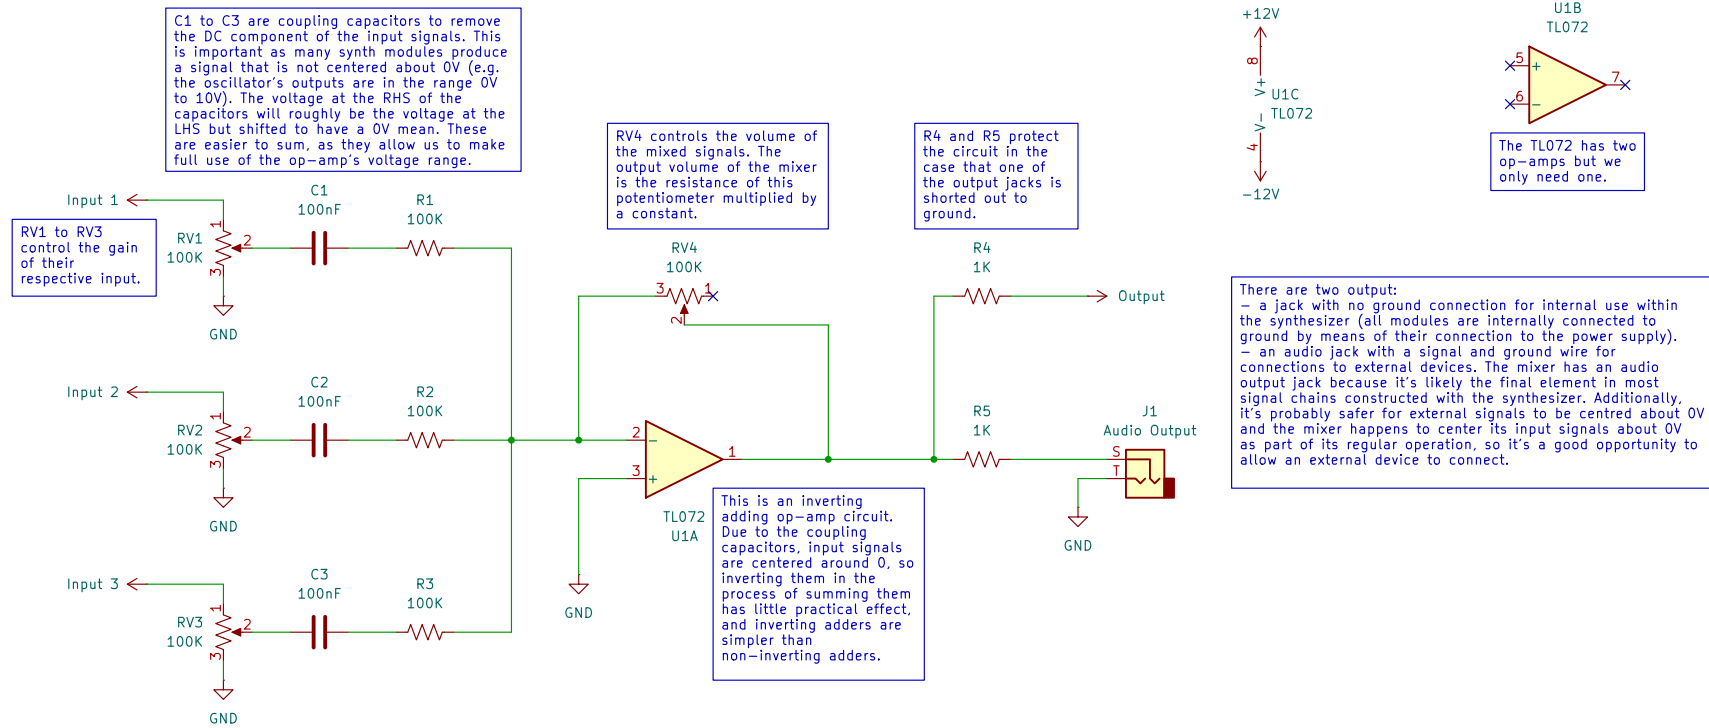 C1 to C3 are coupling capacitors to remove
the DC component of the input signals. This
is important as many synth modules produce
a signal that is not centered about 0V (e.g.
the oscillator's outputs are in the range 0V
to 10V). The voltage at the RHS of the
capacitors will roughly be the voltage at the
LHS but shifted to have a 0V mean. These
are easier to sum, as they allow us to make
full use of the op-amp's voltage range.
+12V
8
V+
U1C
TL072
V-
4
-12V
U1B
TL072
5
+
6
-
7
The TL072 has two
op-amps but we
only need one.
RV4 controls the volume of
the mixed signals. The
output volume of the mixer
is the resistance of this
potentiometer multiplied by
a constant.
R4 and R5 protect
the circuit in the
case that one of
the output jacks is
shorted out to
ground.
Input 1
RV1 to RV3
control the gain
of their
respective input.
RV1
100K
1
2
3
GND
C1
100nF
R1
100K
RV4
100K
3
1
2
R4
1K
Output
There are two output:
- a jack with no ground connection for internal use within
the synthesizer (all modules are internally connected to
ground by means of their connection to the power supply).
- an audio jack with a signal and ground wire for
connections to external devices. The mixer has an audio
output jack because it's likely the final element in most
signal chains constructed with the synthesizer. Additionally,
it's probably safer for external signals to be centred about 0V
and the mixer happens to center its input signals about 0V
as part of its regular operation, so it's a good opportunity to
allow an external device to connect.
Input 2
RV2
100K
1
2
3
GND
C2
100nF
R2
100K
2
-
3
+
1
TL072
U1A
GND
R5
1K
J1
Audio Output
S
T
GND
This is an inverting
adding op-amp circuit.
Due to the coupling
capacitors, input signals
are centered around 0, so
inverting them in the
process of summing them
has little practical effect,
and inverting adders are
simpler than
non-inverting adders.
Input 3
RV3
100K
1
2
3
GND
C3
100nF
R3
100K